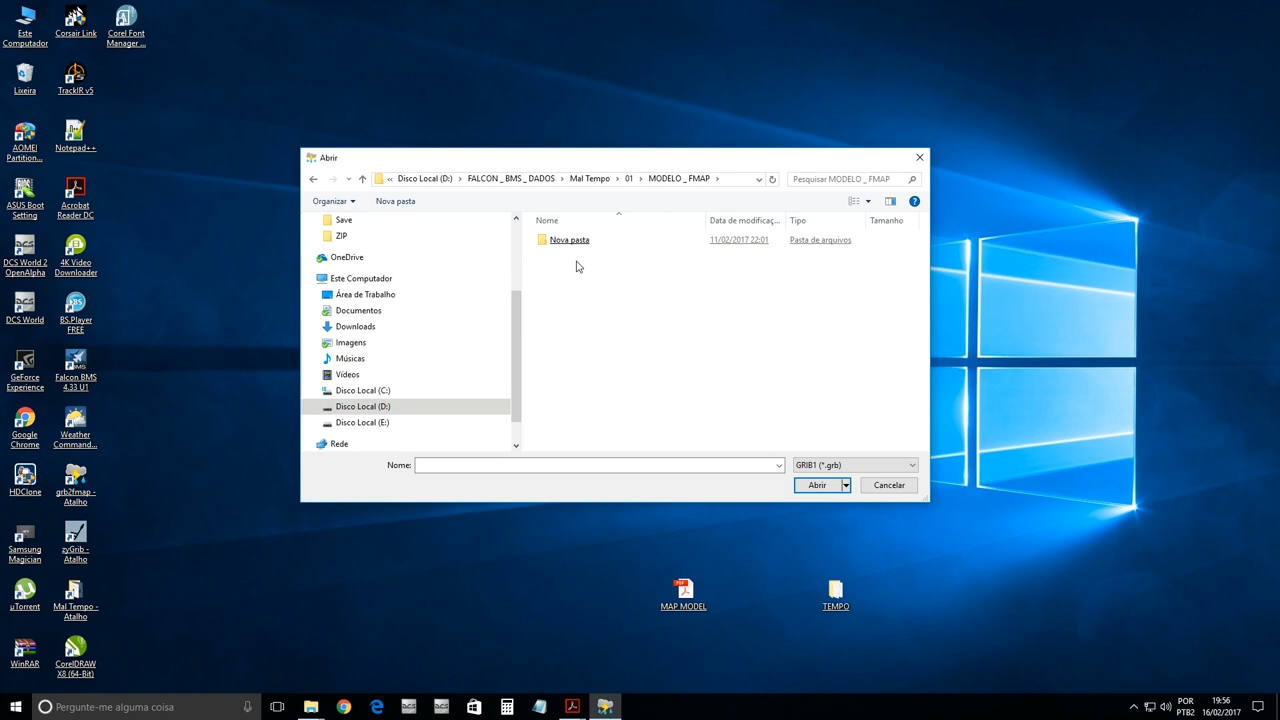 Este
Computador
Corsair Link
Corel Font
Manager ...
Lixeira
TrackIR v5
AOMEI
Partition...
Notepad++
ASUS Boot
Setting
Acrobat
Reader DC
DCS World 2
OpenAlpha
4K Video
Downloader
DCS World
BS.Player
FREE
GeForce
Experience
Falcon BMS
4.33 U1
Google
Chrome
Weather
Command...
HDClone
grb2fmap -
Atalho
Samsung
Magician
zyGrib -
Atalho
µTorrent
Mal Tempo -
Atalho
WinRAR
CorelDRAW
X8 (64-Bit)
Abrir
« Disco Local (D:) › FALCON _ BMS _ DADOS › Mal Tempo › 01 › MODELO _ FMAP ›
Pesquisar MODELO _ FMAP
Organizar
Nova pasta
Save
ZIP
OneDrive
Este Computador
Área de Trabalho
Documentos
Downloads
Imagens
Músicas
Vídeos
Disco Local (C:)
Disco Local (D:)
Disco Local (E:)
Rede
Nome Data de modificaç... Tipo Tamanho
Nova pasta 11/02/2017 22:01 Pasta de arquivos
Nome:
GRIB1 (*.grb)
Abrir
Cancelar
PDF
MAP MODEL
TEMPO
Pergunte-me alguma coisa
POR
PTB2
19:56
16/02/2017